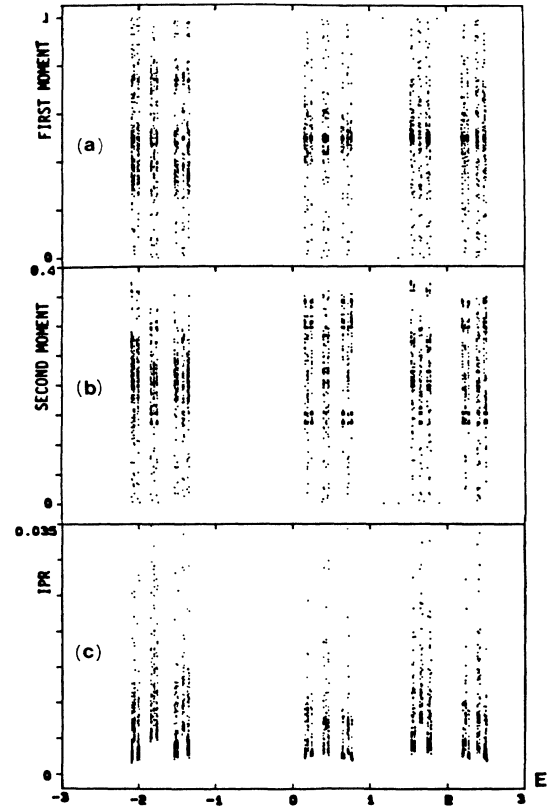 1
FIRST MOMENT
(a)
0
0.4
SECOND MOMENT
(b)
0
0.035
IPR
(c)
0
-3 -2 -1 0 1 2 3 E